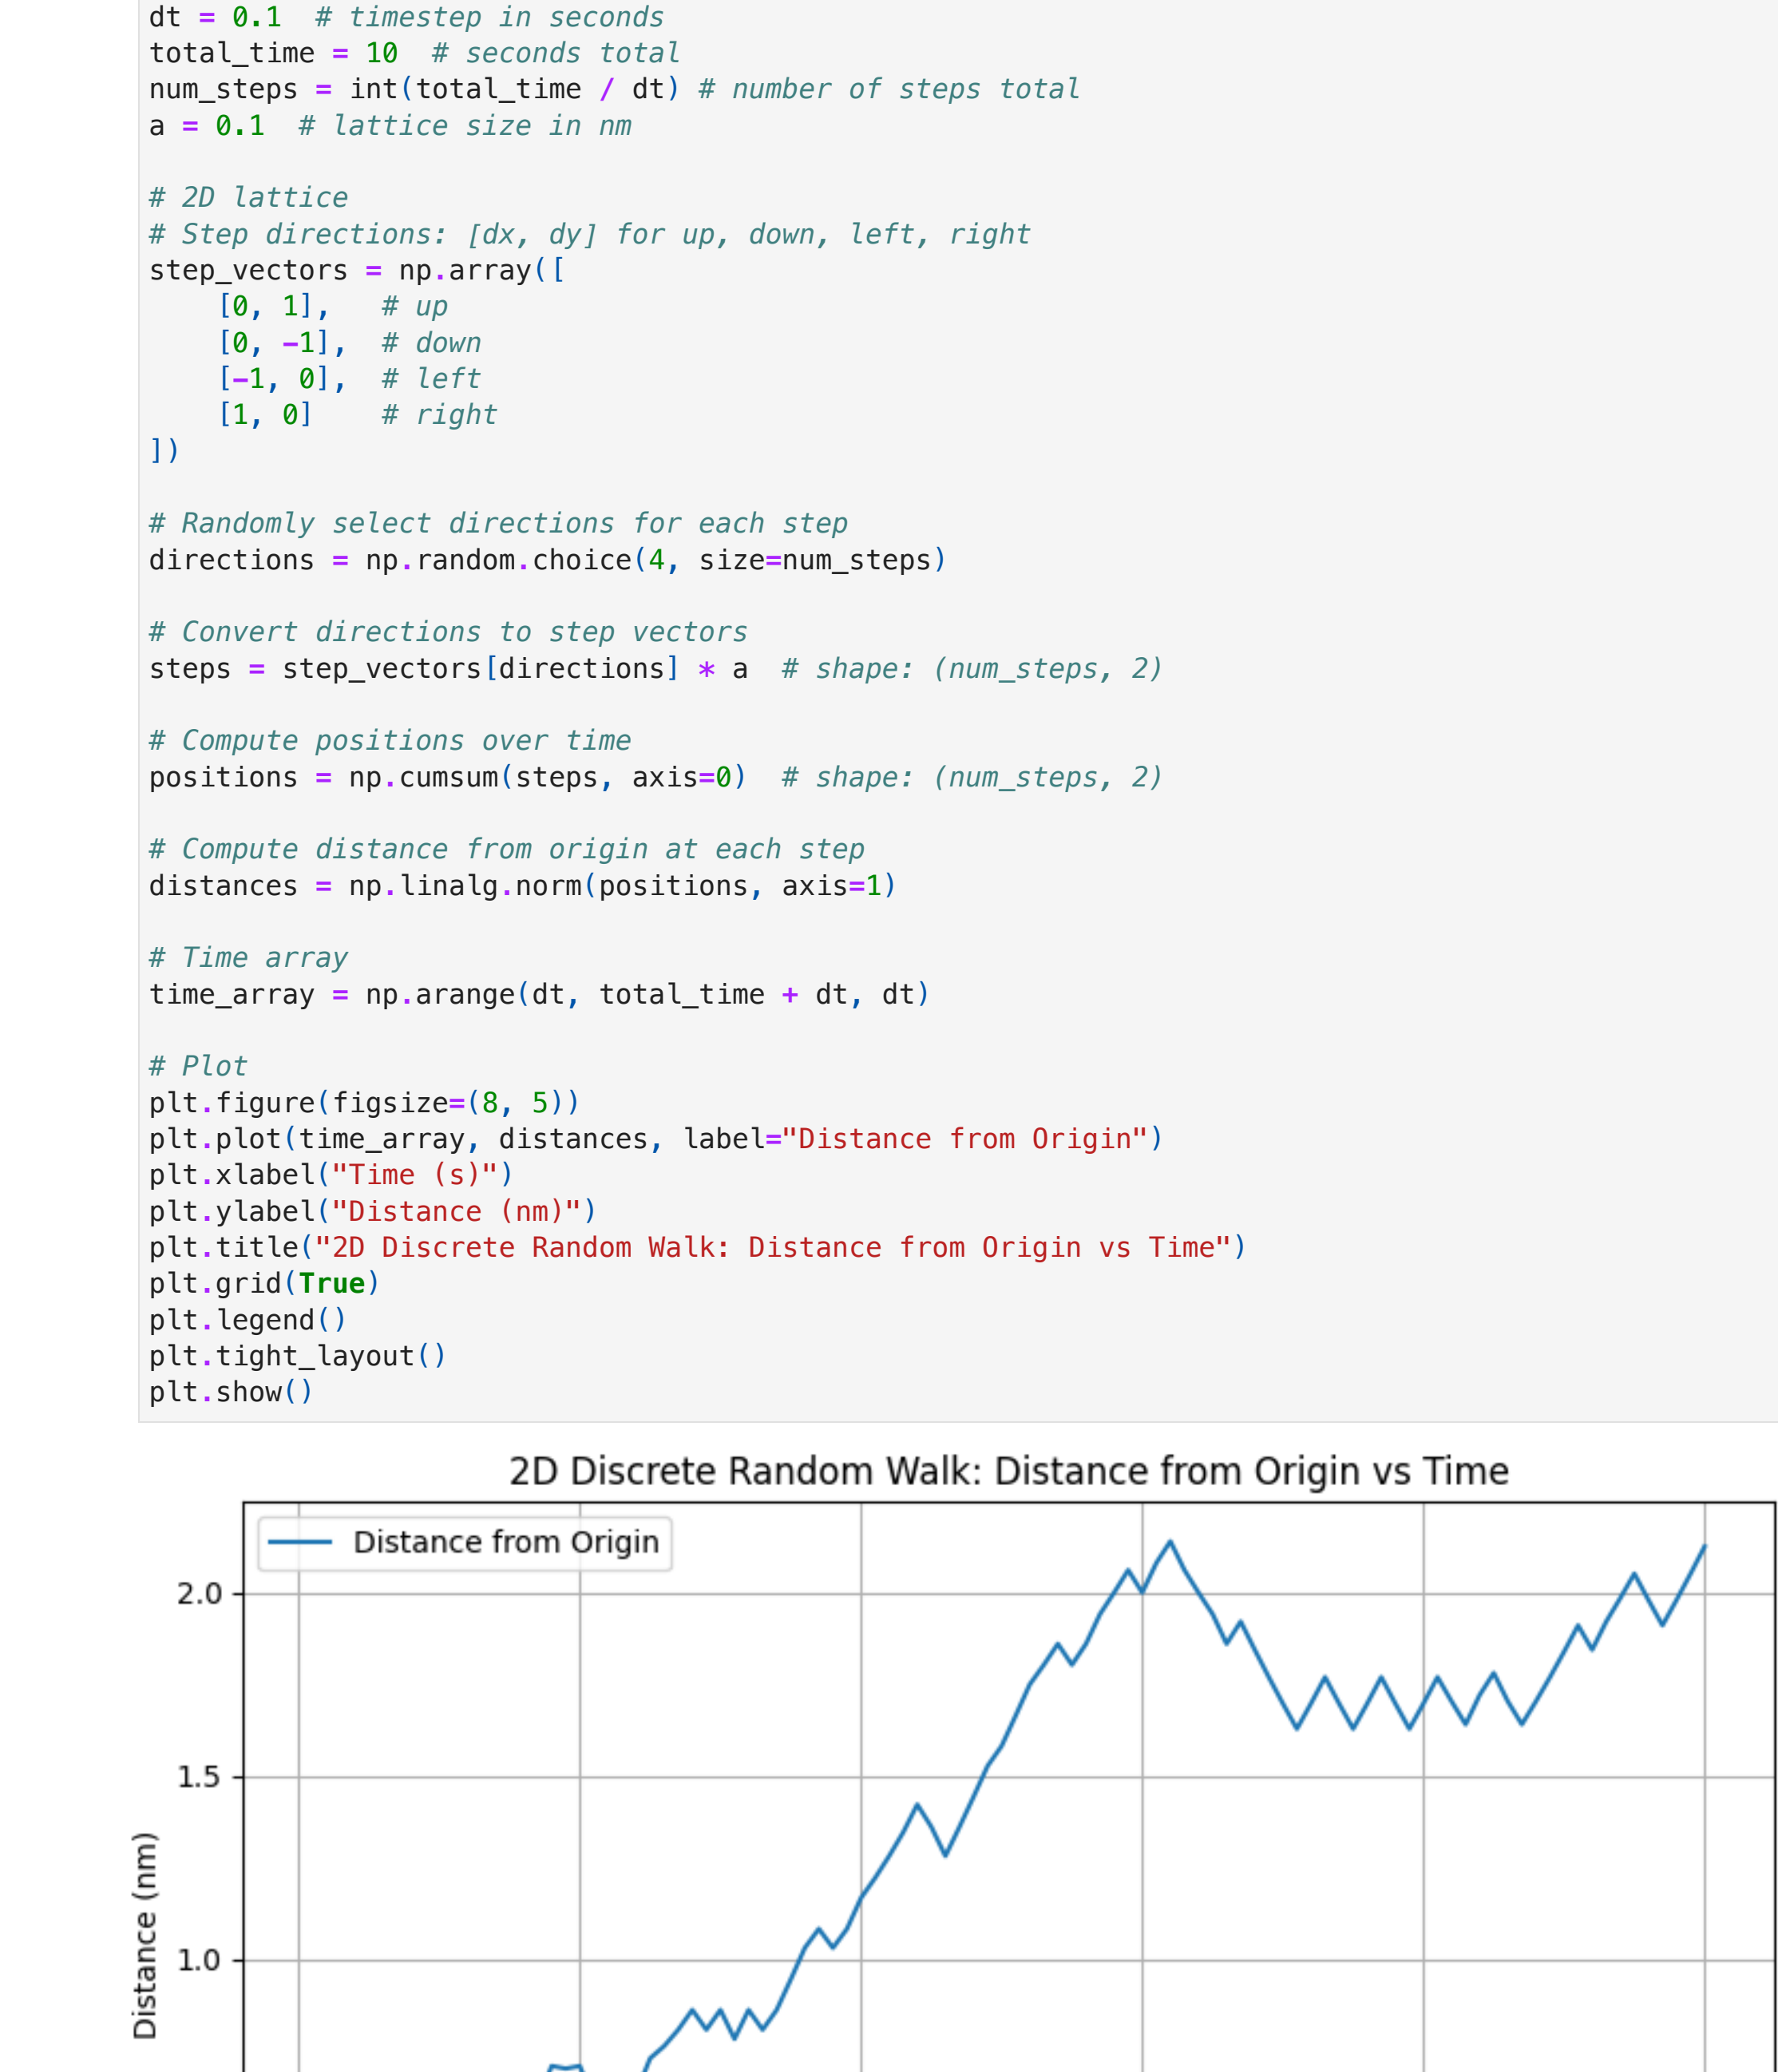 dt = 0.1  # timestep in seconds
total_time = 10  # seconds total
num_steps = int(total_time / dt) # number of steps total
a = 0.1  # lattice size in nm
# 2D lattice
# Step directions: [dx, dy] for up, down, left, right
step_vectors = np.array([
    [0, 1],   # up
    [0, -1],  # down
    [-1, 0],  # left
    [1, 0]    # right
])
# Randomly select directions for each step
directions = np.random.choice(4, size=num_steps)
# Convert directions to step vectors
steps = step_vectors[directions] * a  # shape: (num_steps, 2)
# Compute positions over time
positions = np.cumsum(steps, axis=0)  # shape: (num_steps, 2)
# Compute distance from origin at each step
distances = np.linalg.norm(positions, axis=1)
# Time array
time_array = np.arange(dt, total_time + dt, dt)
# Plot
plt.figure(figsize=(8, 5))
plt.plot(time_array, distances, label="Distance from Origin")
plt.xlabel("Time (s)")
plt.ylabel("Distance (nm)")
plt.title("2D Discrete Random Walk: Distance from Origin vs Time")
plt.grid(True)
plt.legend()
plt.tight_layout()
plt.show()
2D Discrete Random Walk: Distance from Origin vs Time
Distance from Origin
2.0
1.5
1.0
Distance (nm)